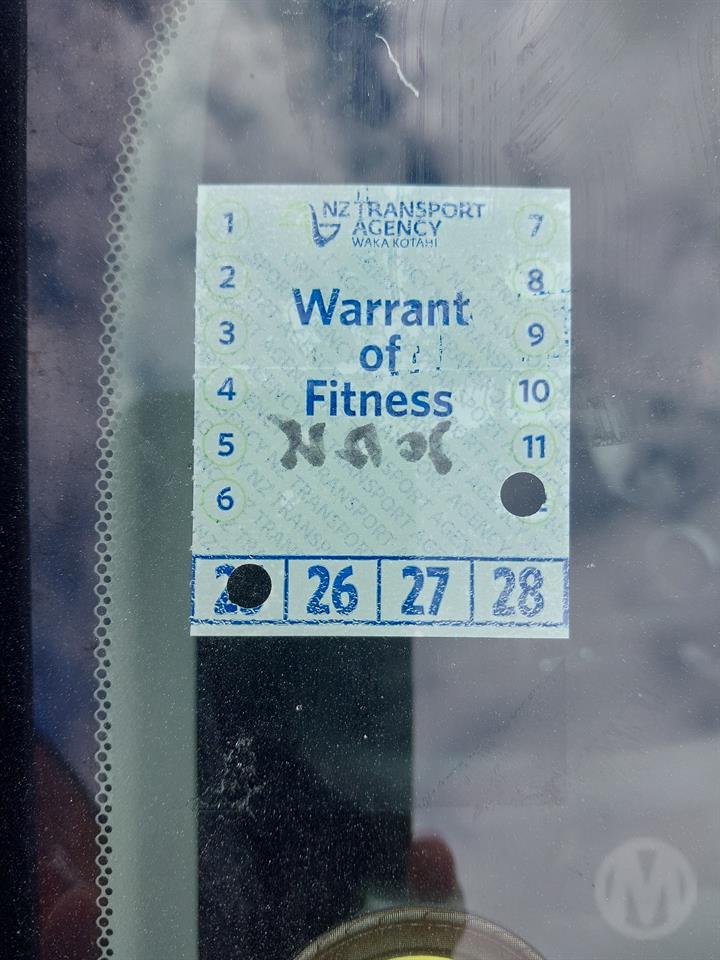 NZ TRANSPORT
AGENCY
WAKA KOTAHI
Warrant
of
Fitness
1
2
3
4
5
6
7
8
9
10
11
26 27 28
M